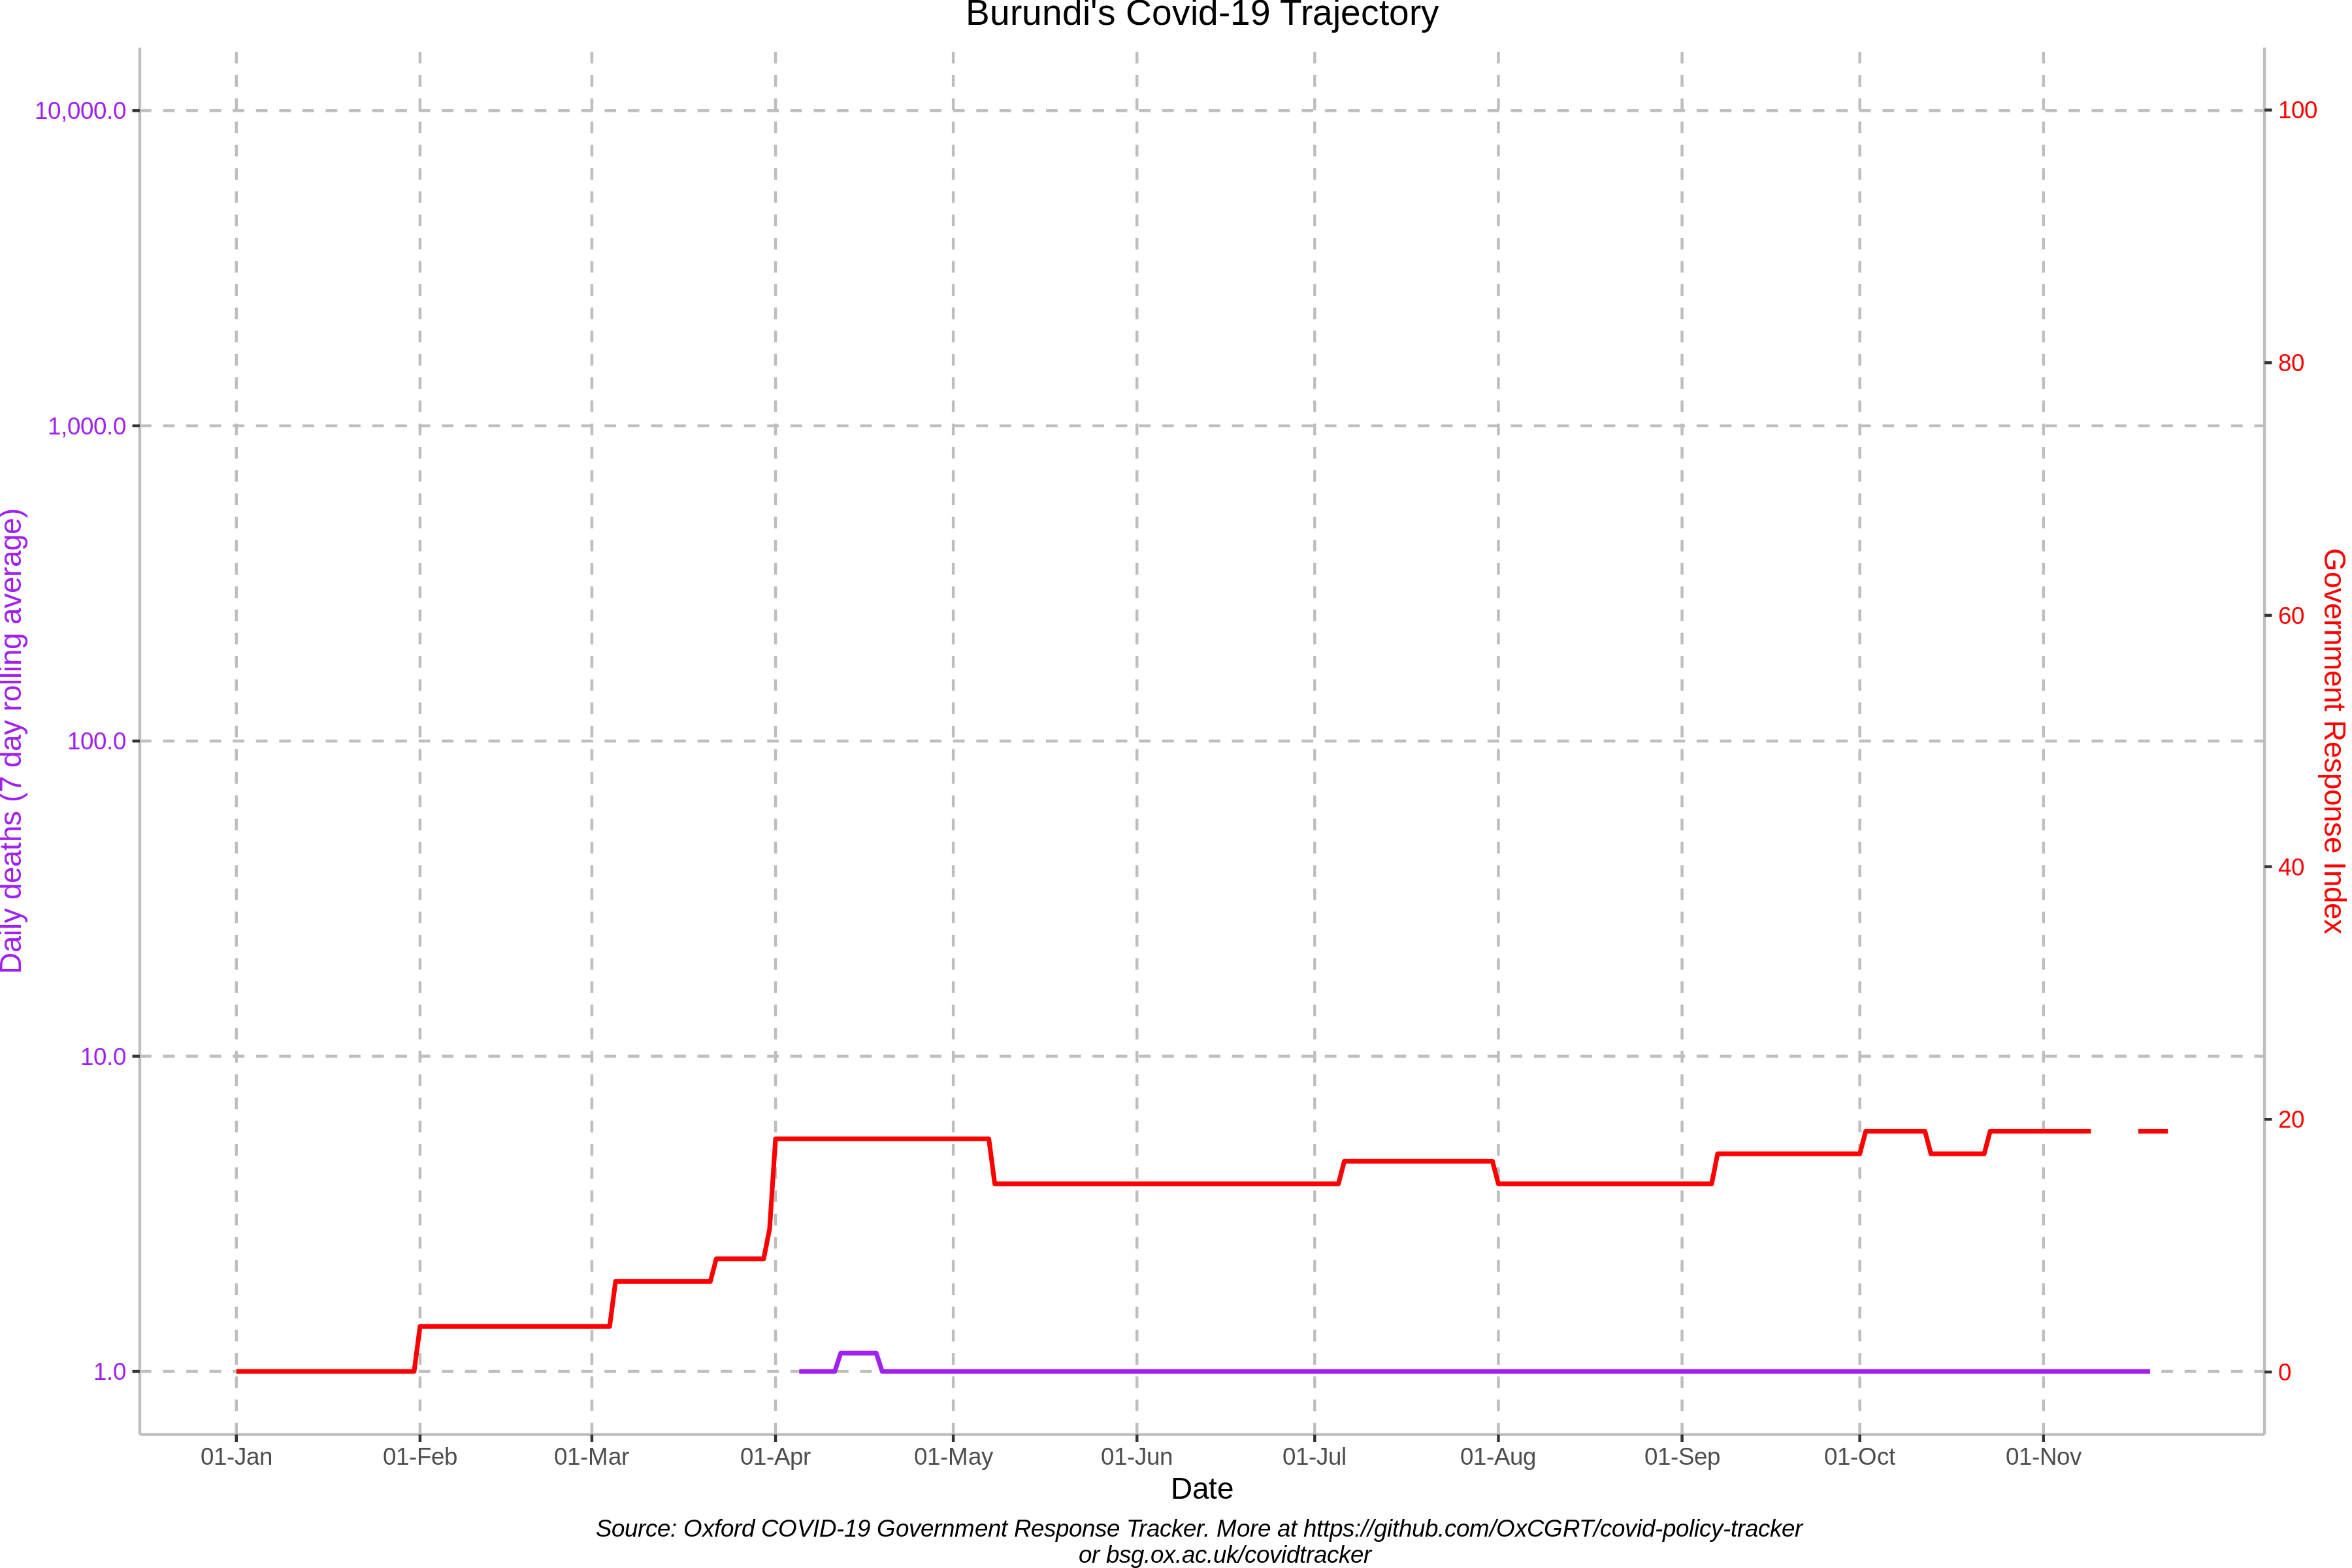 Burundi's Covid-19 Trajectory
10,000.0
1,000.0
100.0
10.0
1.0
Daily deaths (7 day rolling average)
100
80
60
40
20
0
Government Response Index
01-Jan 01-Feb 01-Mar 01-Apr 01-May 01-Jun 01-Jul 01-Aug 01-Sep 01-Oct 01-Nov
Date
Source: Oxford COVID-19 Government Response Tracker. More at https://github.com/OxCGRT/covid-policy-tracker
or bsg.ox.ac.uk/covidtracker